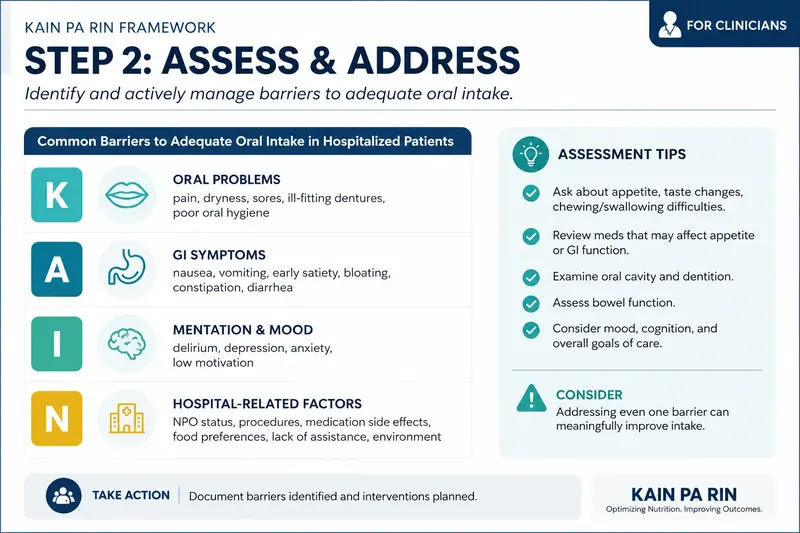 KAIN PA RIN FRAMEWORK
STEP 2: ASSESS & ADDRESS
Identify and actively manage barriers to adequate oral intake.
FOR CLINICIANS
Common Barriers to Adequate Oral Intake in Hospitalized Patients
K
ORAL PROBLEMS
pain, dryness, sores, ill-fitting dentures,
poor oral hygiene
A
GI SYMPTOMS
nausea, vomiting, early satiety, bloating,
constipation, diarrhea
I
MENTATION & MOOD
delirium, depression, anxiety,
low motivation
N
HOSPITAL-RELATED FACTORS
NPO status, procedures, medication side effects,
food preferences, lack of assistance, environment
ASSESSMENT TIPS
Ask about appetite, taste changes,
chewing/swallowing difficulties.
Review meds that may affect appetite
or GI function.
Examine oral cavity and dentition.
Assess bowel function.
Consider mood, cognition, and
overall goals of care.
CONSIDER
Addressing even one barrier can
meaningfully improve intake.
TAKE ACTION
Document barriers identified and interventions planned.
KAIN PA RIN
Optimizing Nutrition. Improving Outcomes.